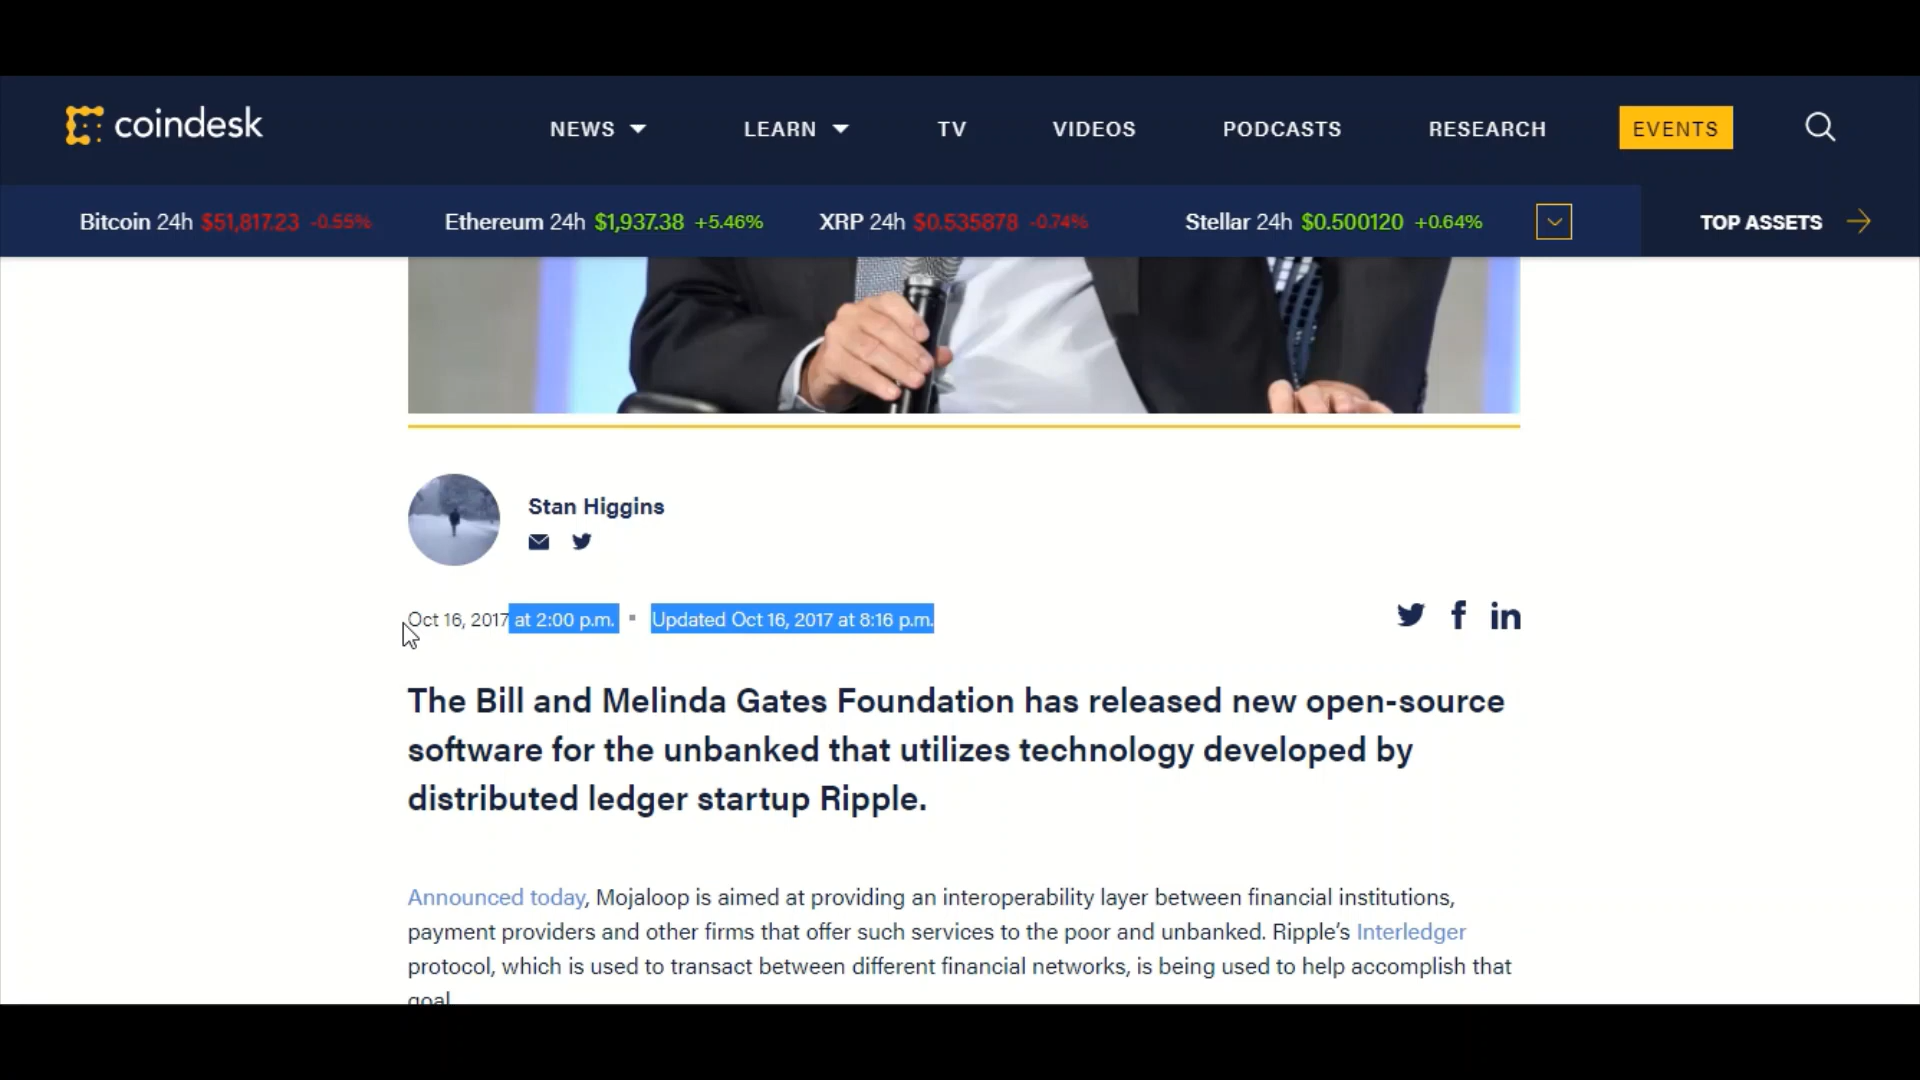 coindesk
NEWS
LEARN
TV
VIDEOS
PODCASTS
RESEARCH
EVENTS
Bitcoin 24h $51,817.23 -0.55%
Ethereum 24h $1,937.38 +5.46%
XRP 24h $0.535878 -0.74%
Stellar 24h $0.500120 +0.64%
TOP ASSETS
Stan Higgins
Oct 16, 2017 at 2:00 p.m. ▪ Updated Oct 16, 2017 at 8:16 p.m.
The Bill and Melinda Gates Foundation has released new open-source
software for the unbanked that utilizes technology developed by
distributed ledger startup Ripple.
Announced today, Mojaloop is aimed at providing an interoperability layer between financial institutions,
payment providers and other firms that offer such services to the poor and unbanked. Ripple's Interledger
protocol, which is used to transact between different financial networks, is being used to help accomplish that
goal